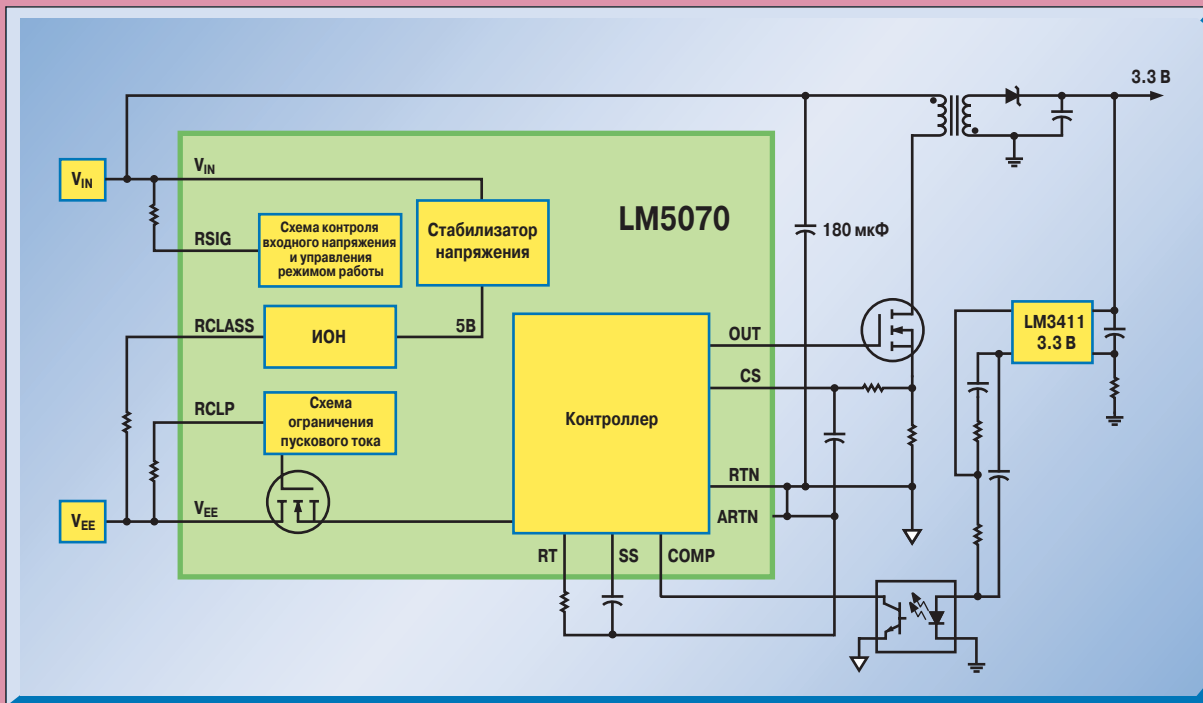 3.3 В
VIN
VIN
LM5070
RSIG
Схема контроля
входного напряжения
и управления
режимом работы
Стабилизатор
напряжения
180 мкФ
RCLASS
ИОН
5В
OUT
LM3411
3.3 В
CS
RCLP
Схема
ограничения
пускового тока
Контроллер
RTN
VEE
VEE
ARTN
RT
SS
COMP